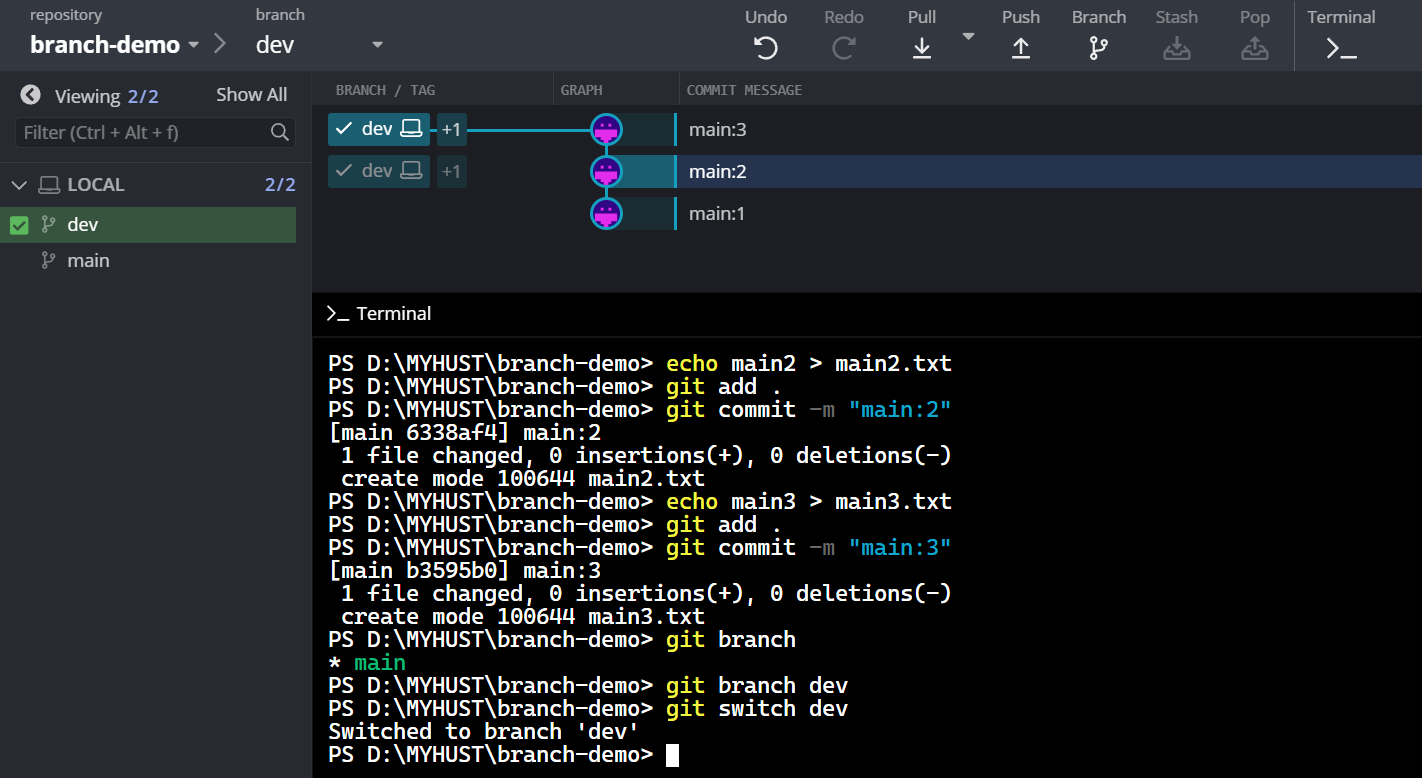 repository
branch
Undo
Redo
Pull
Push
Branch
Stash
Pop
Terminal
branch-demo
dev
Viewing 2/2
Show All
Filter (Ctrl + Alt + f)
LOCAL
2/2
dev
main
BRANCH / TAG
GRAPH
COMMIT MESSAGE
dev +1 main:3
dev +1 main:2
main:1
>_ Terminal
PS D:\MYHUST\branch-demo> echo main2 > main2.txt
PS D:\MYHUST\branch-demo> git add .
PS D:\MYHUST\branch-demo> git commit -m "main:2"
[main 6338af4] main:2
 1 file changed, 0 insertions(+), 0 deletions(-)
 create mode 100644 main2.txt
PS D:\MYHUST\branch-demo> echo main3 > main3.txt
PS D:\MYHUST\branch-demo> git add .
PS D:\MYHUST\branch-demo> git commit -m "main:3"
[main b3595b0] main:3
 1 file changed, 0 insertions(+), 0 deletions(-)
 create mode 100644 main3.txt
PS D:\MYHUST\branch-demo> git branch
* main
PS D:\MYHUST\branch-demo> git branch dev
PS D:\MYHUST\branch-demo> git switch dev
Switched to branch 'dev'
PS D:\MYHUST\branch-demo>